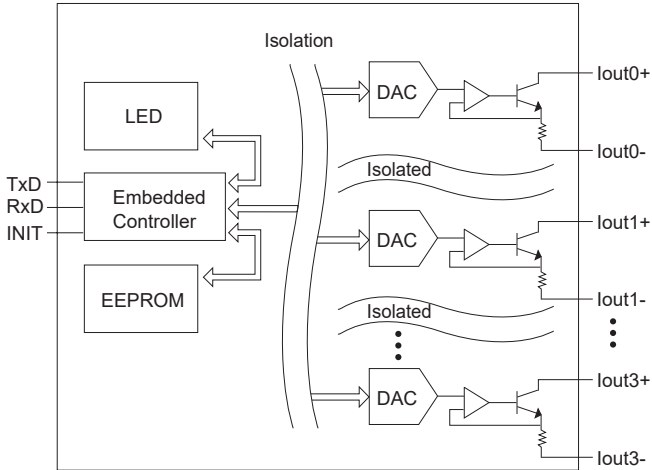 Isolation
LED
TxD
RxD
INIT
Embedded
Controller
EEPROM
DAC
Iout0+
Iout0-
Isolated
DAC
Iout1+
Iout1-
Isolated
DAC
Iout3+
Iout3-